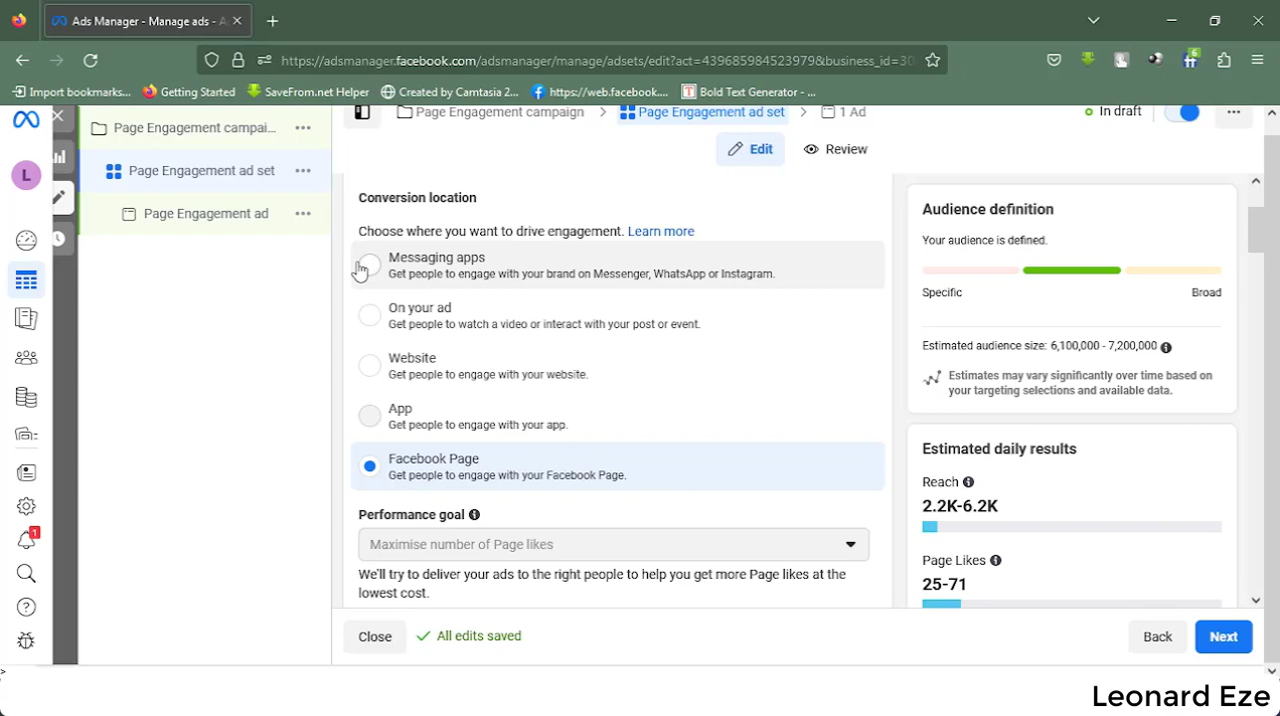 Ads Manager - Manage ads - A
https://adsmanager.facebook.com/adsmanager/manage/adsets/edit?act=439685984523979&business_id=30
6
Import bookmarks...
Getting Started
SaveFrom.net Helper
Created by Camtasia 2...
https://web.facebook....
Bold Text Generator - ...
Page Engagement campai...
Page Engagement campaign
Page Engagement ad set
1 Ad
In draft
Edit
Review
L
Page Engagement ad set
Page Engagement ad
1
Conversion location
Choose where you want to drive engagement. Learn more
Messaging apps
Get people to engage with your brand on Messenger, WhatsApp or Instagram.
On your ad
Get people to watch a video or interact with your post or event.
Website
Get people to engage with your website.
App
Get people to engage with your app.
Facebook Page
Get people to engage with your Facebook Page.
Performance goal
Maximise number of Page likes
We'll try to deliver your ads to the right people to help you get more Page likes at the
lowest cost.
Audience definition
Your audience is defined.
Specific
Broad
Estimated audience size: 6,100,000 - 7,200,000
Estimates may vary significantly over time based on
your targeting selections and available data.
Estimated daily results
Reach
2.2K-6.2K
Page Likes
25-71
Close
All edits saved
Back
Next
>
Leonard Eze